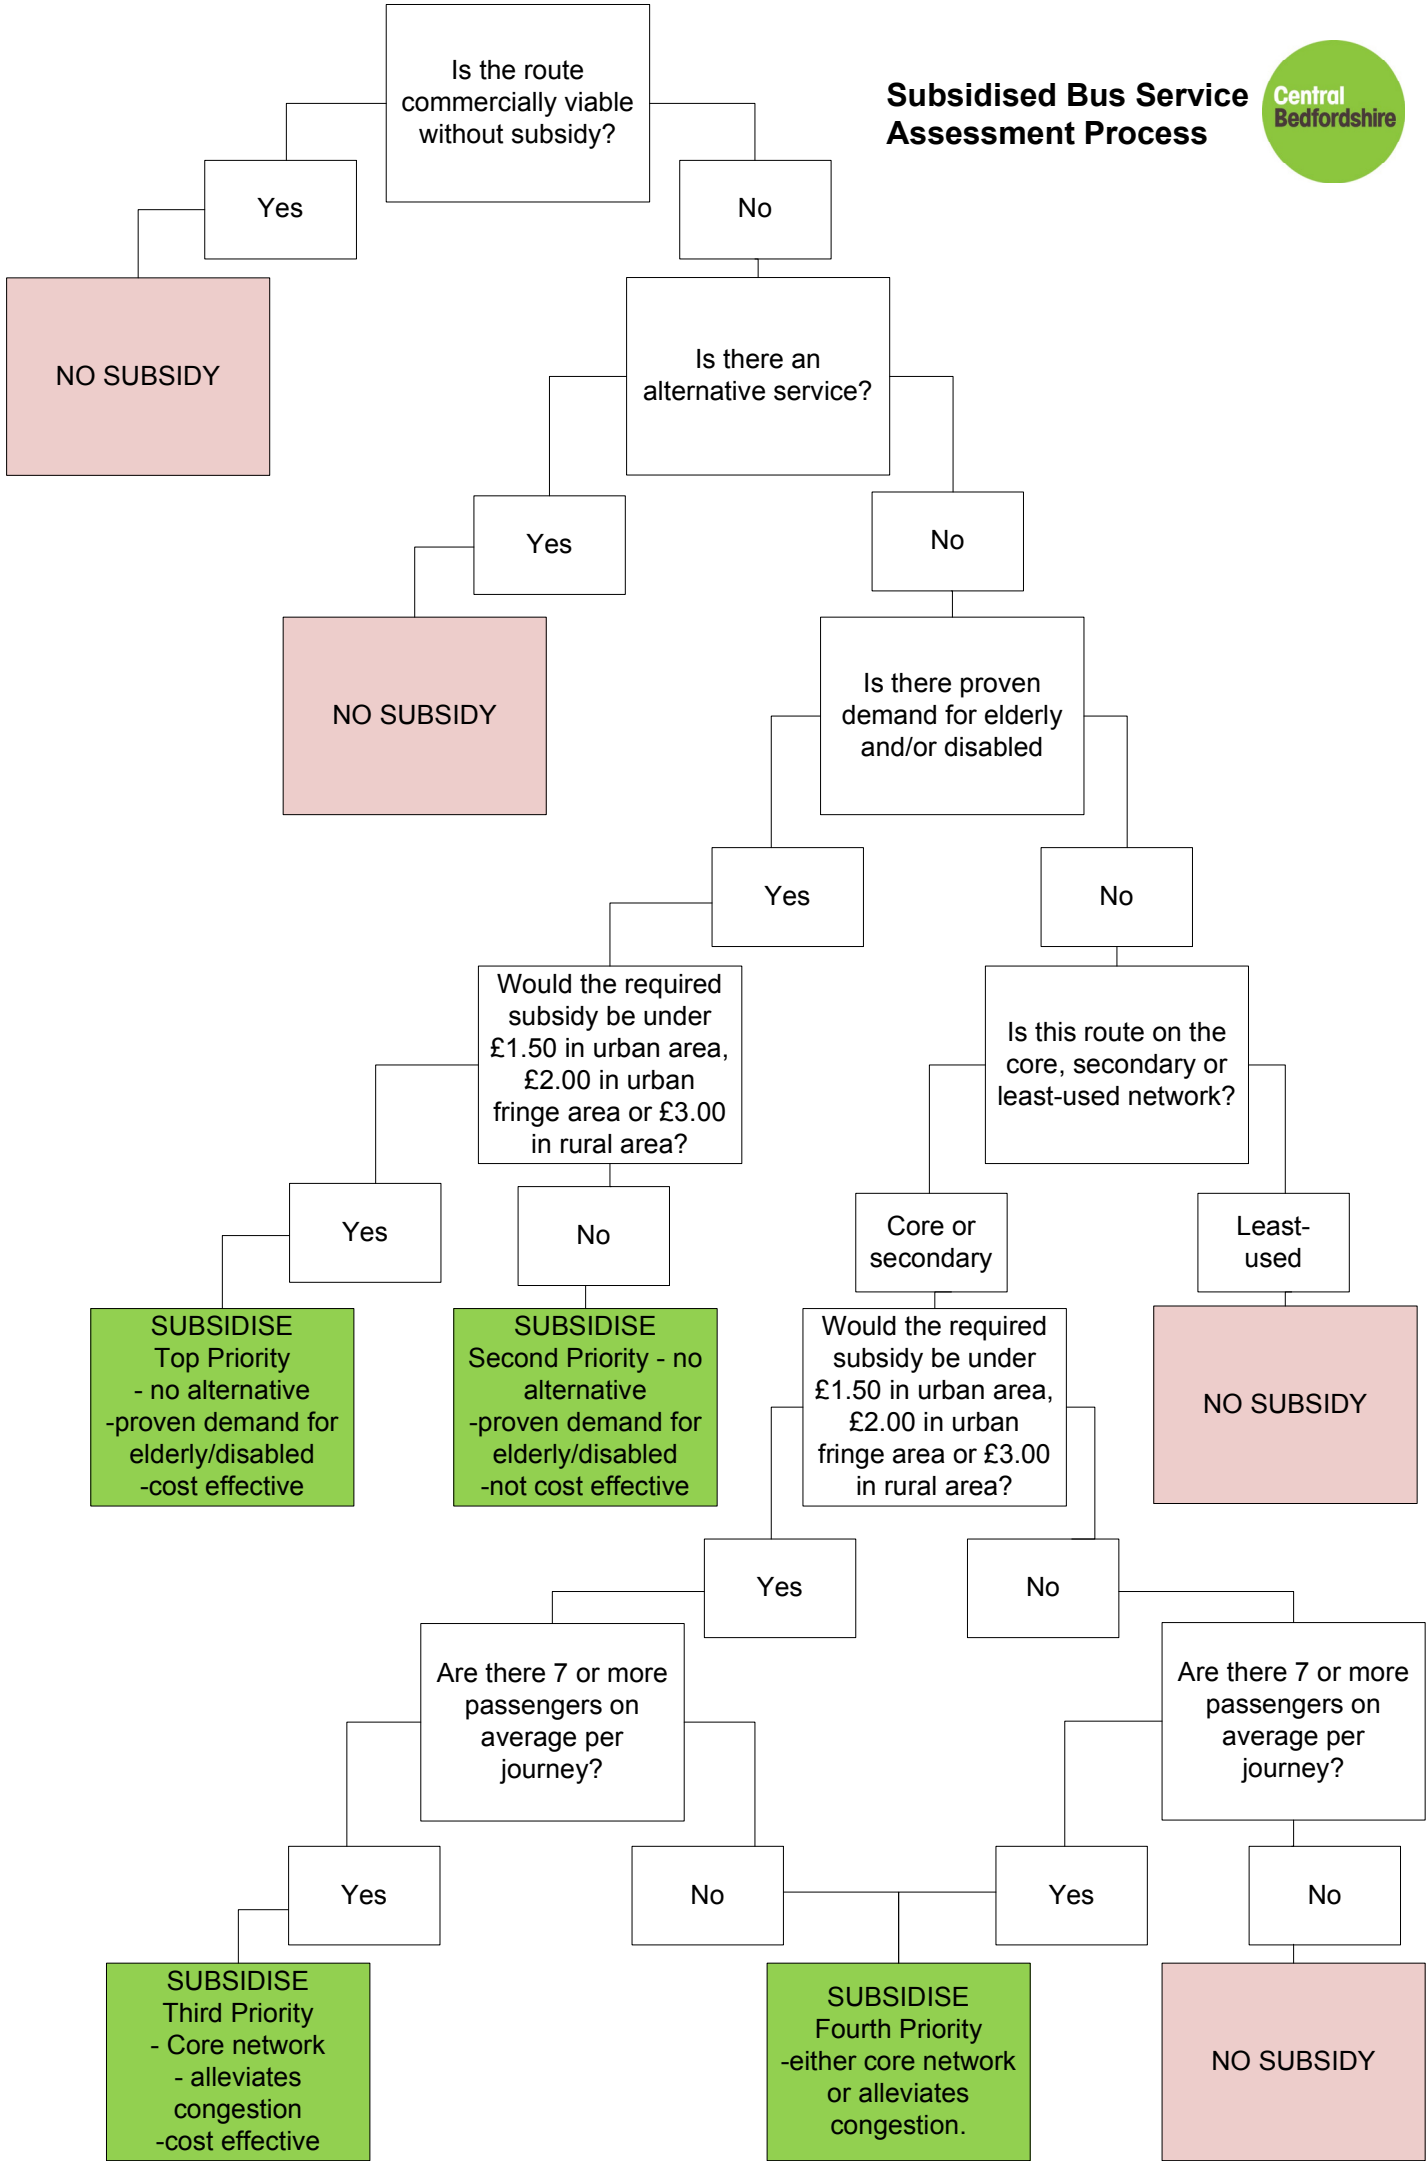 Is the route
commercially viable
without subsidy?
Subsidised Bus Service
Assessment Process
Central
Bedfordshire
Yes
No
NO SUBSIDY
Is there an
alternative service?
Yes
No
NO SUBSIDY
Is there proven
demand for elderly
and/or disabled
Yes
No
Would the required
subsidy be under
£1.50 in urban area,
£2.00 in urban
fringe area or £3.00
in rural area?
Is this route on the
core, secondary or
least-used network?
Yes
No
Core or
secondary
Least-
used
SUBSIDISE
Top Priority
- no alternative
-proven demand for
elderly/disabled
-cost effective
SUBSIDISE
Second Priority - no
alternative
-proven demand for
elderly/disabled
-not cost effective
Would the required
subsidy be under
£1.50 in urban area,
£2.00 in urban
fringe area or £3.00
in rural area?
NO SUBSIDY
Yes
No
Are there 7 or more
passengers on
average per
journey?
Are there 7 or more
passengers on
average per
journey?
Yes
No
Yes
No
SUBSIDISE
Third Priority
- Core network
- alleviates
congestion
-cost effective
SUBSIDISE
Fourth Priority
-either core network
or alleviates
congestion.
NO SUBSIDY